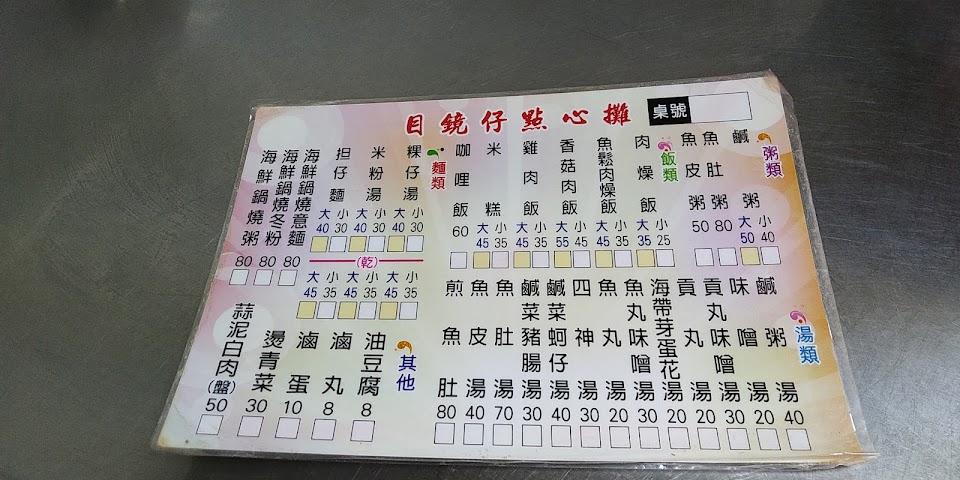 目鏡仔點心攤
桌號
粥類
鹹粥 大50 小40
魚肚粥 80
魚皮粥 50
飯類
肉燥飯 大35 小25
魚鬆肉燥飯 大45 小35
香菇肉飯 大55 小45
雞肉飯 大45 小35
米糕 大45 小35
咖哩飯 60
麵類
粿仔湯 大40 小30
米粉湯 大40 小30
担仔麵 大40 小30
(乾)
大45 小35
大45 小35
大45 小35
海鮮鍋燒意麵 80
海鮮鍋燒冬粉 80
海鮮鍋燒粥 80
湯類
鹹粥湯 40
味噌湯 20
貢丸味噌湯 30
貢丸湯 20
海帶芽蛋花湯 20
魚丸味噌湯 30
魚丸湯 20
四神湯 30
鹹菜蚵仔湯 40
鹹菜豬腸湯 30
魚肚湯 70
魚皮湯 40
煎魚肚 80
其他
油豆腐 8
滷丸 8
滷蛋 10
燙青菜 30
蒜泥白肉(盤) 50